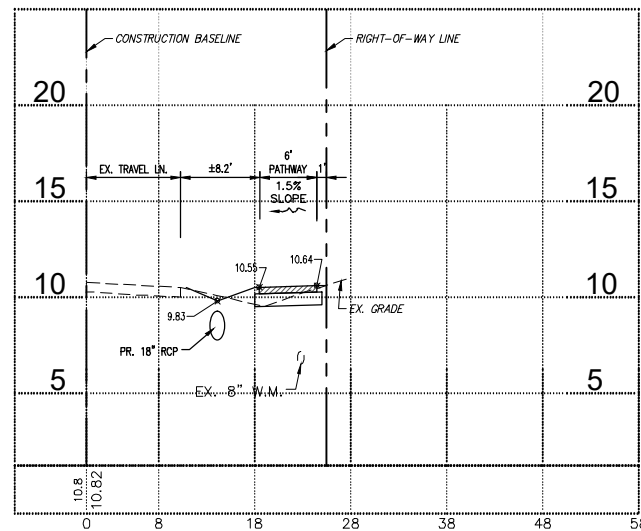 CONSTRUCTION BASELINE
RIGHT-OF-WAY LINE
20
20
EX. TRAVEL LN.
±8.2'
6'
PATHWAY
1'
15
1.5%
SLOPE
15
10
10.55
10.64
10
9.83
EX. GRADE
PR. 18" RCP
5
EX. 8" W.M.
5
10.8
10.82
0
8
18
28
38
48